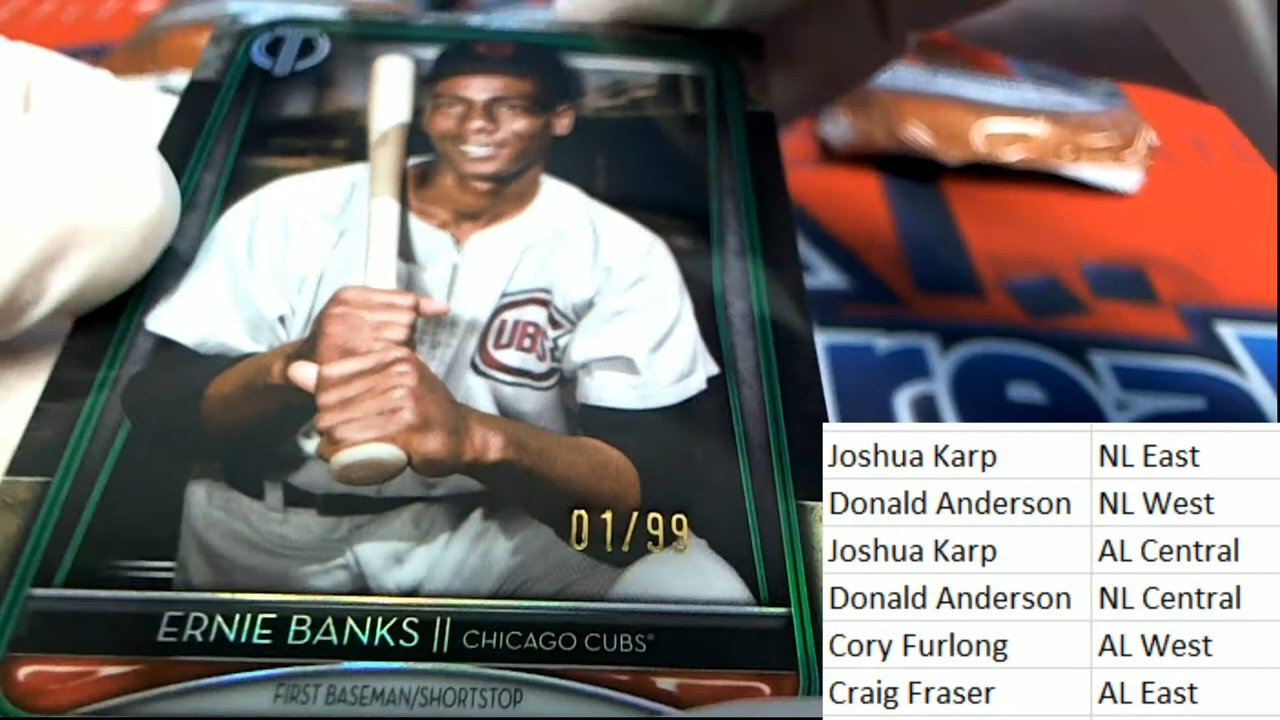 UBS
01/99
ERNIE BANKS || CHICAGO CUBS®
FIRST BASEMAN/SHORTSTOP
Joshua Karp NL East
Donald Anderson NL West
Joshua Karp AL Central
Donald Anderson NL Central
Cory Furlong AL West
Craig Fraser AL East